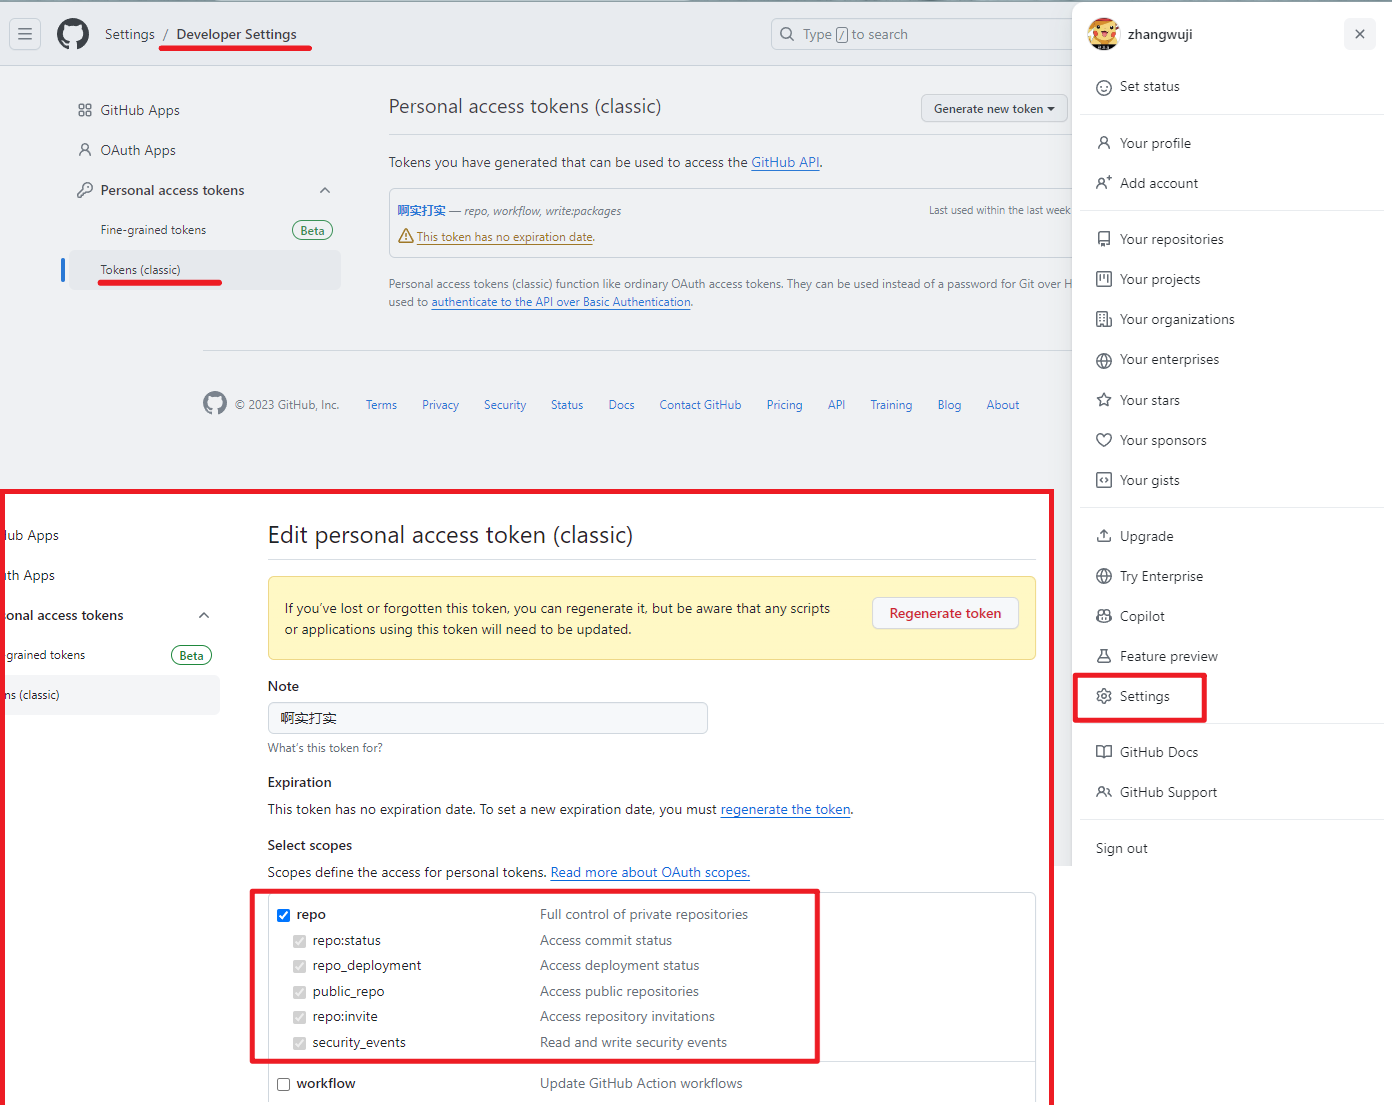 Settings / Developer Settings
Type / to search
GitHub Apps
OAuth Apps
Personal access tokens
Fine-grained tokens Beta
Tokens (classic)
Personal access tokens (classic)
Generate new token
Tokens you have generated that can be used to access the GitHub API.
啊实打实 — repo, workflow, write:packages
Last used within the last week
This token has no expiration date.
Personal access tokens (classic) function like ordinary OAuth access tokens. They can be used instead of a password for Git over H
used to authenticate to the API over Basic Authentication.
© 2023 GitHub, Inc. Terms Privacy Security Status Docs Contact GitHub Pricing API Training Blog About
zhangwuji
Set status
Your profile
Add account
Your repositories
Your projects
Your organizations
Your enterprises
Your stars
Your sponsors
Your gists
Upgrade
Try Enterprise
Copilot
Feature preview
Settings
GitHub Docs
GitHub Support
Sign out
Hub Apps
uth Apps
sonal access tokens
grained tokens Beta
ns (classic)
Edit personal access token (classic)
If you've lost or forgotten this token, you can regenerate it, but be aware that any scripts
or applications using this token will need to be updated.
Regenerate token
Note
啊实打实
What's this token for?
Expiration
This token has no expiration date. To set a new expiration date, you must regenerate the token.
Select scopes
Scopes define the access for personal tokens. Read more about OAuth scopes.
repo Full control of private repositories
repo:status Access commit status
repo_deployment Access deployment status
public_repo Access public repositories
repo:invite Access repository invitations
security_events Read and write security events
workflow Update GitHub Action workflows